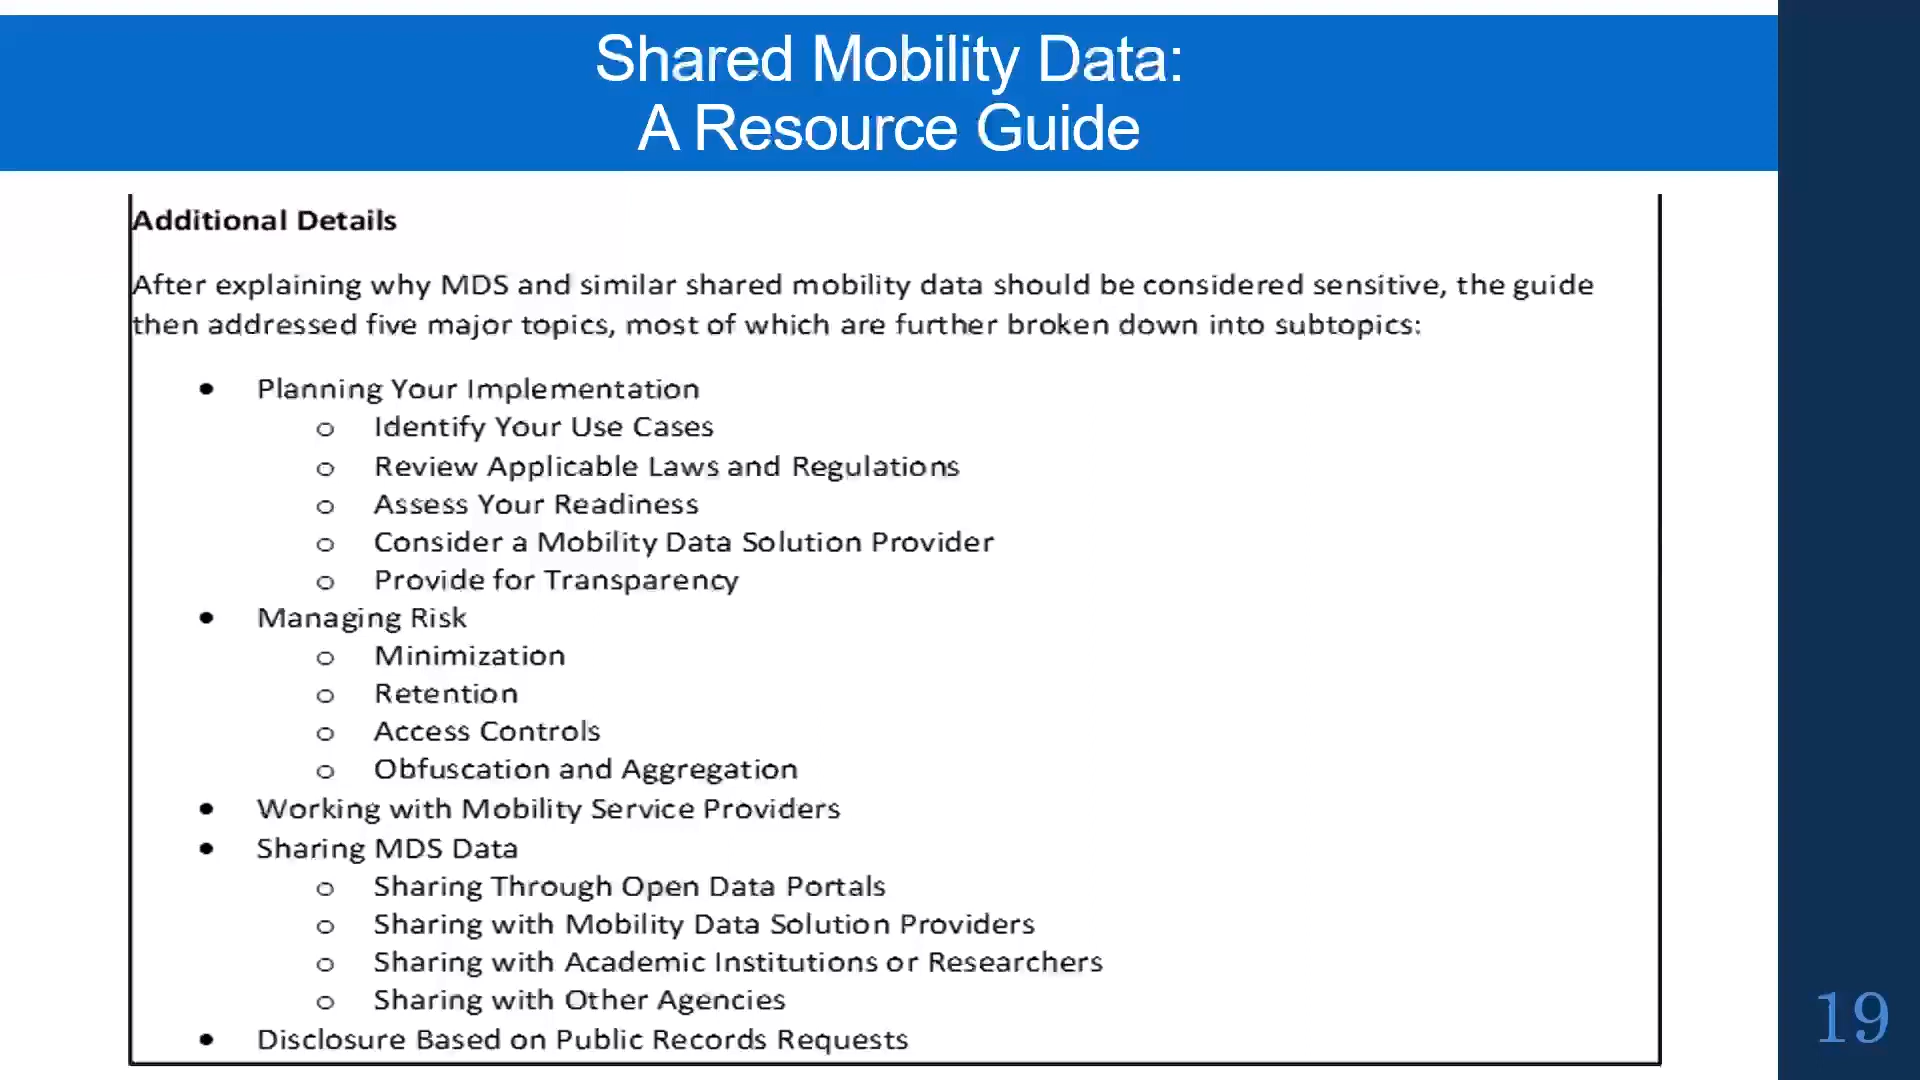 Shared Mobility Data:
A Resource Guide
Additional Details
After explaining why MDS and similar shared mobility data should be considered sensitive, the guide
then addressed five major topics, most of which are further broken down into subtopics:
• Planning Your Implementation
o Identify Your Use Cases
o Review Applicable Laws and Regulations
o Assess Your Readiness
o Consider a Mobility Data Solution Provider
o Provide for Transparency
• Managing Risk
o Minimization
o Retention
o Access Controls
o Obfuscation and Aggregation
• Working with Mobility Service Providers
• Sharing MDS Data
o Sharing Through Open Data Portals
o Sharing with Mobility Data Solution Providers
o Sharing with Academic Institutions or Researchers
o Sharing with Other Agencies
• Disclosure Based on Public Records Requests
19